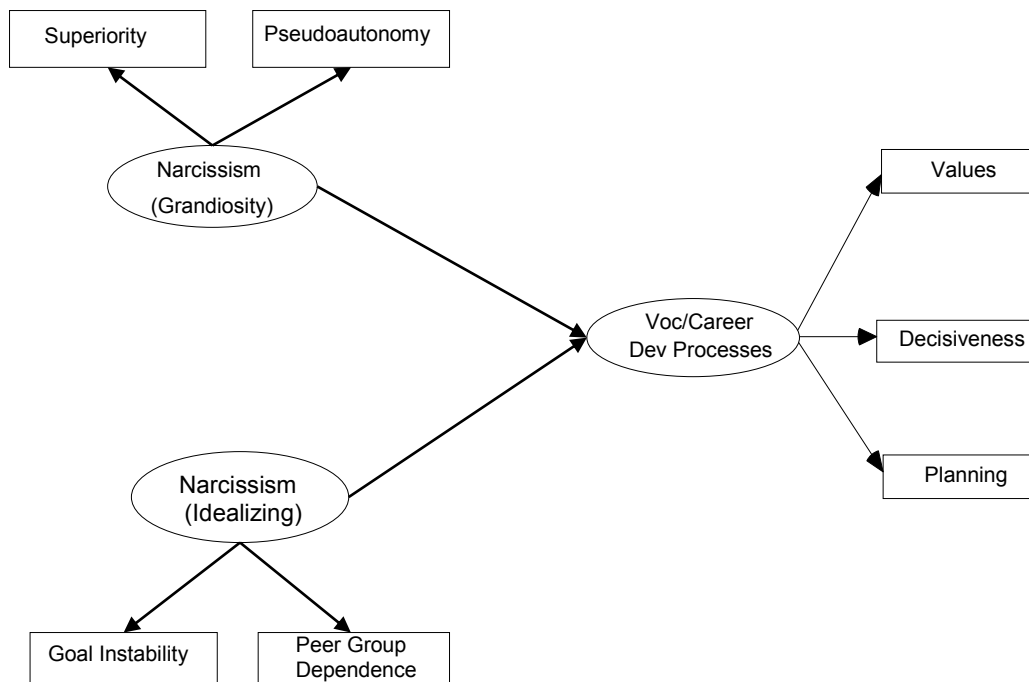 Superiority
Pseudoautonomy
Narcissism
(Grandiosity)
Values
Voc/Career
Dev Processes
Decisiveness
Narcissism
(Idealizing)
Planning
Goal Instability
Peer Group
Dependence